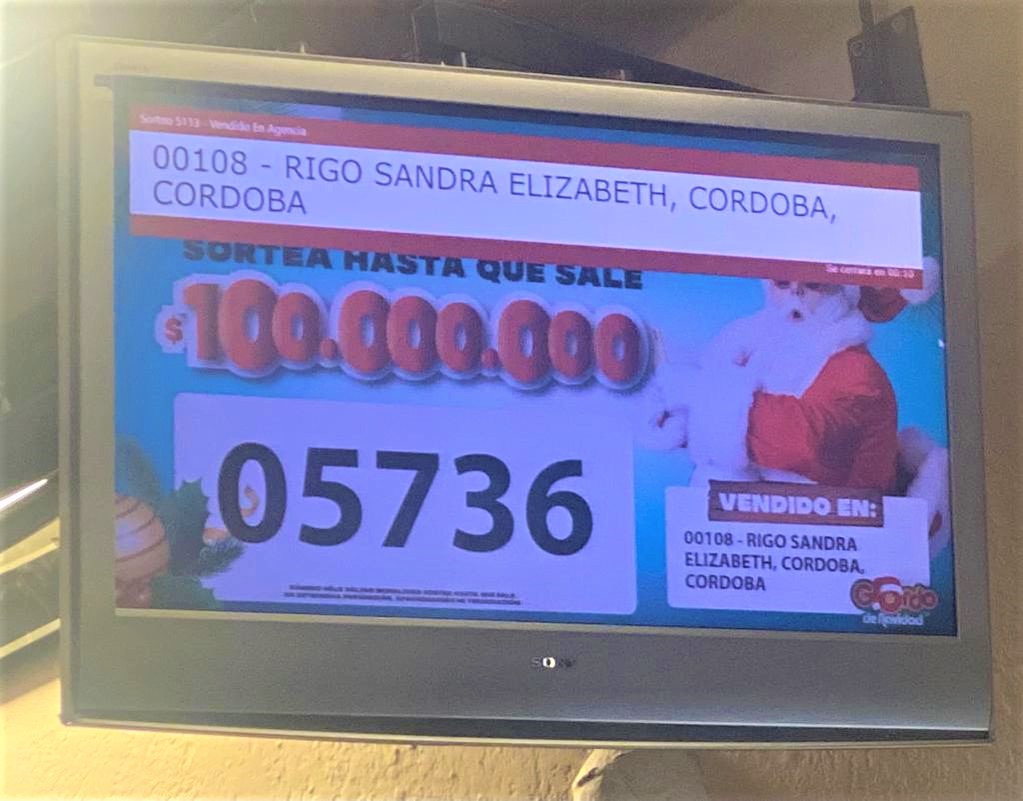 Sorteo 5113 - Vendido En Agencia
00108 - RIGO SANDRA ELIZABETH, CORDOBA,
CORDOBA
Se cerrara en 00:10
SORTEA HASTA QUE SALE
$100.000.000
05736
VENDIDO EN:
00108 - RIGO SANDRA
ELIZABETH, CORDOBA,
CORDOBA
Gordo
de Navidad
SONY